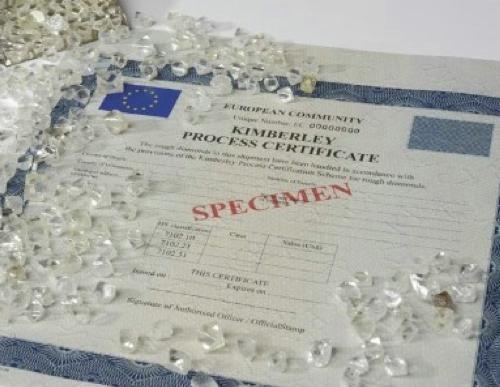 EUROPEAN COMMUNITY
Unique Number: EC 00000000
KIMBERLEY
PROCESS CERTIFICATE
The rough diamonds in this shipment have been handled in accordance with
the provisions of the Kimberley Process Certification Scheme for rough diamonds.
SPECIMEN
HS classification Carats Value (US$)
7102.10
7102.21
7102.31
THIS CERTIFICATE
Issued on Expires on
Signature of Authorised Officer / Official Stamp